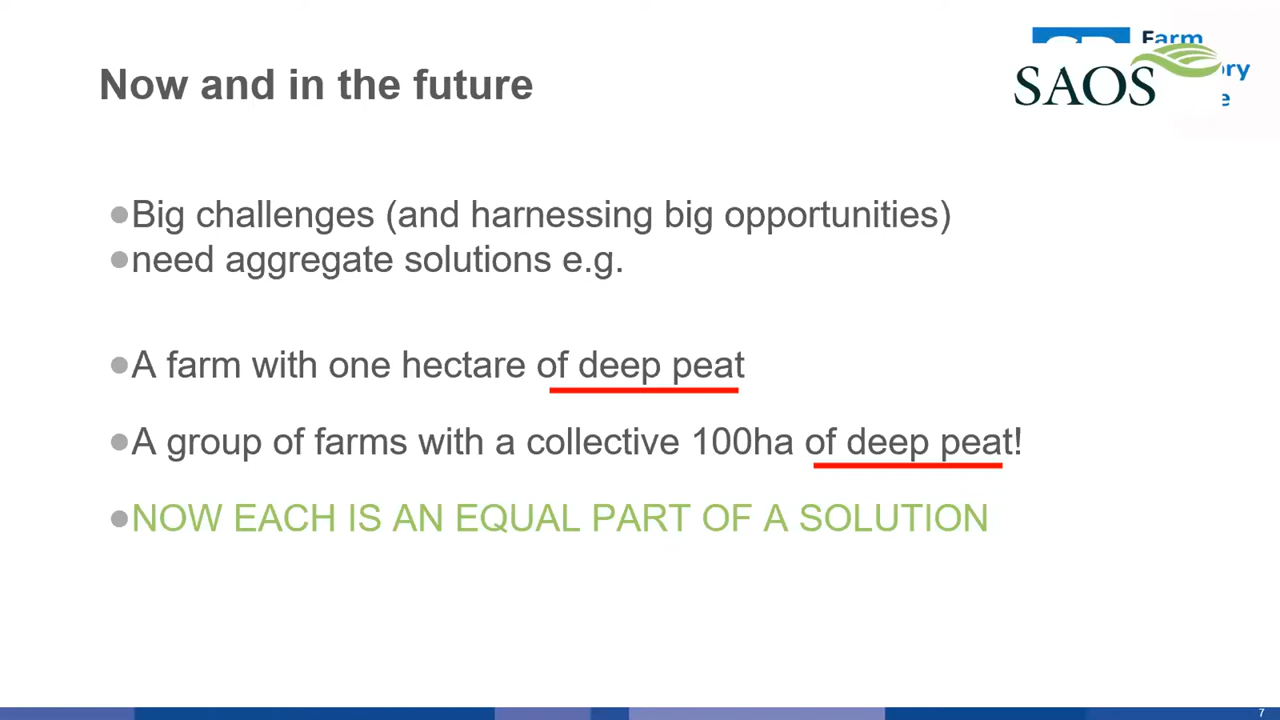 Farm
SAOS
Now and in the future
●Big challenges (and harnessing big opportunities)
●need aggregate solutions e.g.
●A farm with one hectare of deep peat
●A group of farms with a collective 100ha of deep peat!
●NOW EACH IS AN EQUAL PART OF A SOLUTION
7